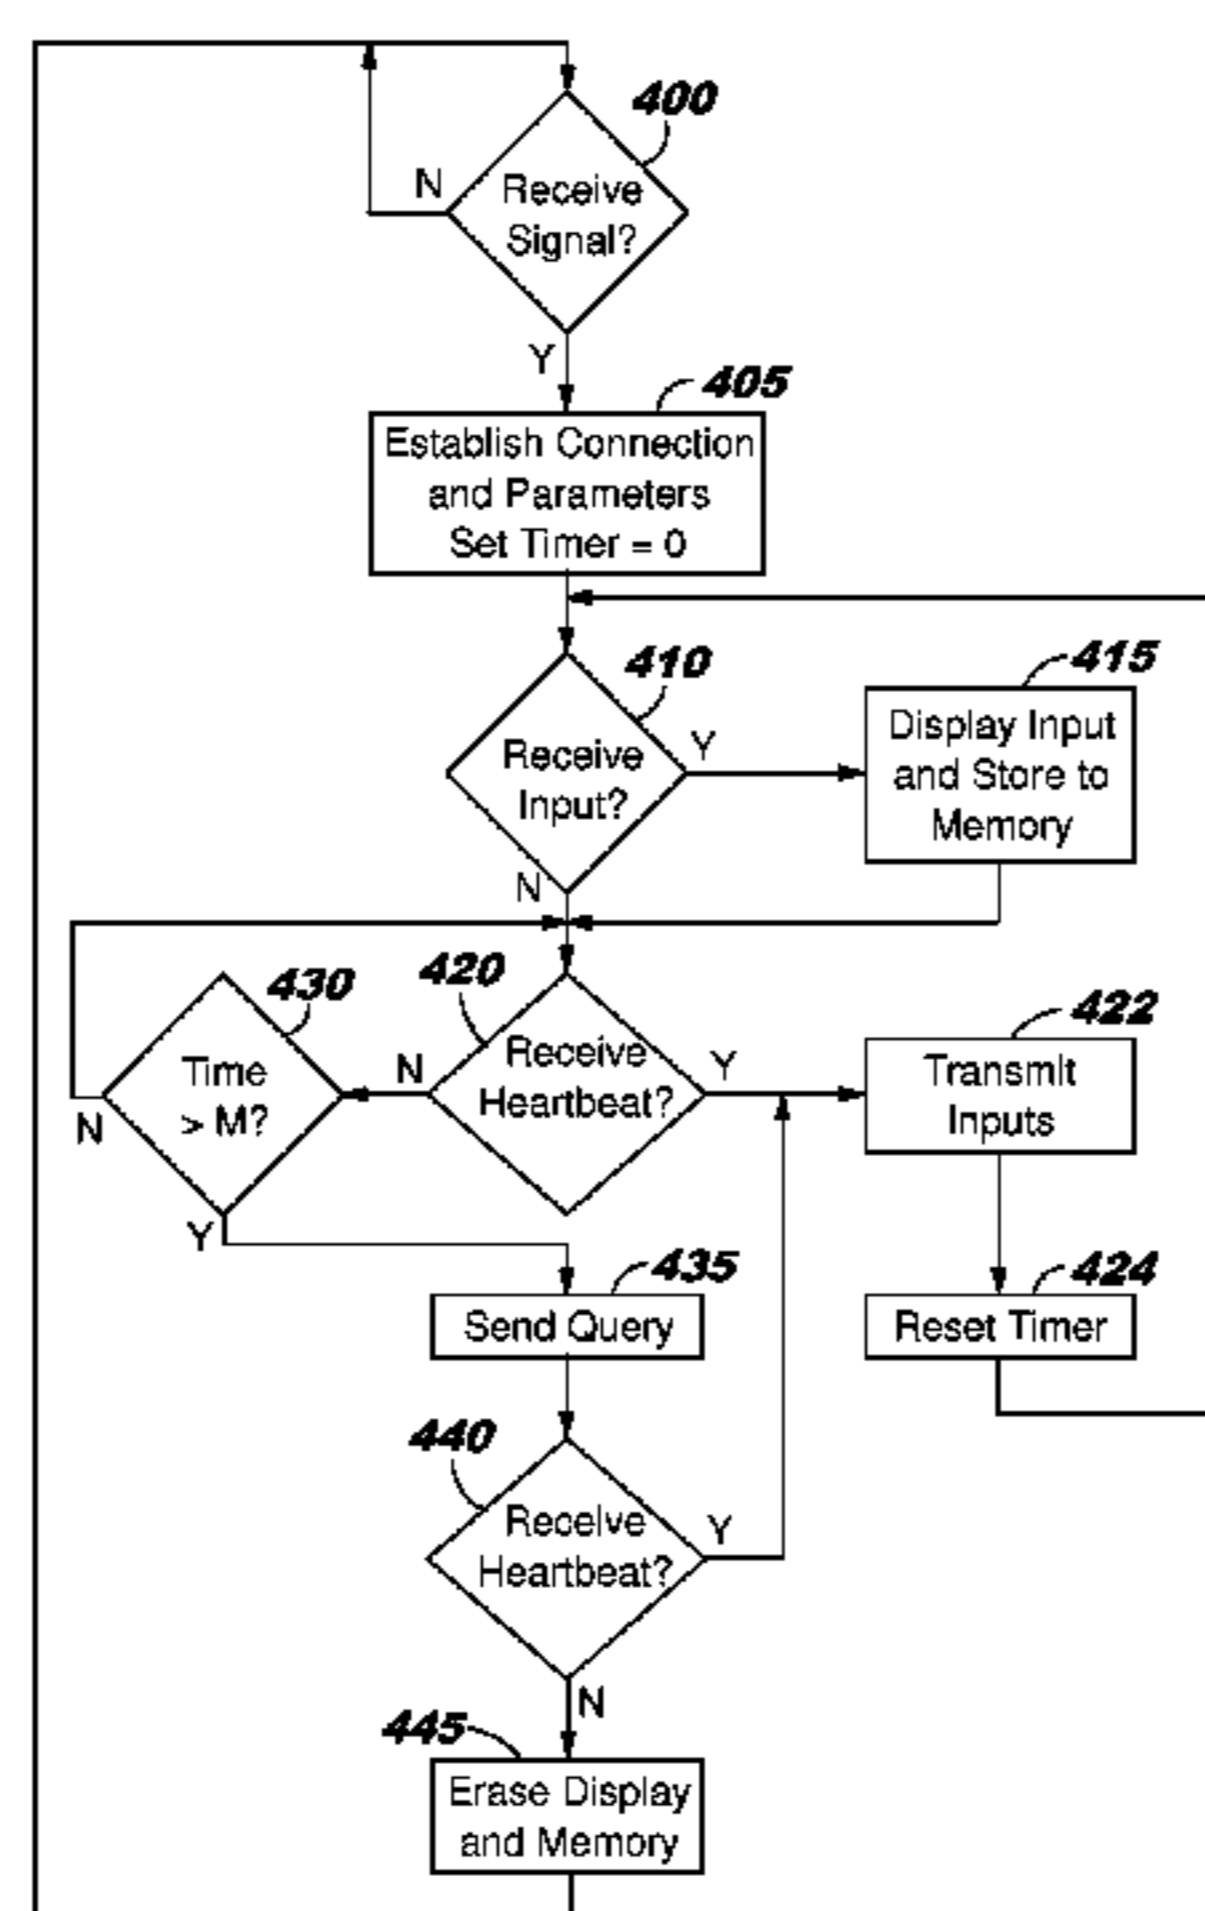 400
N
Receive
Signal?
Y
405
Establish Connection
and Parameters
Set Timer = 0
410
415
Receive
Input?
Y
Display Input
and Store to
Memory
N
430
420
422
Time
> M?
N
N
Receive
Heartbeat?
Y
Transmit
Inputs
Y
435
424
Send Query
Reset Timer
440
Receive
Heartbeat?
Y
N
445
Erase Display
and Memory